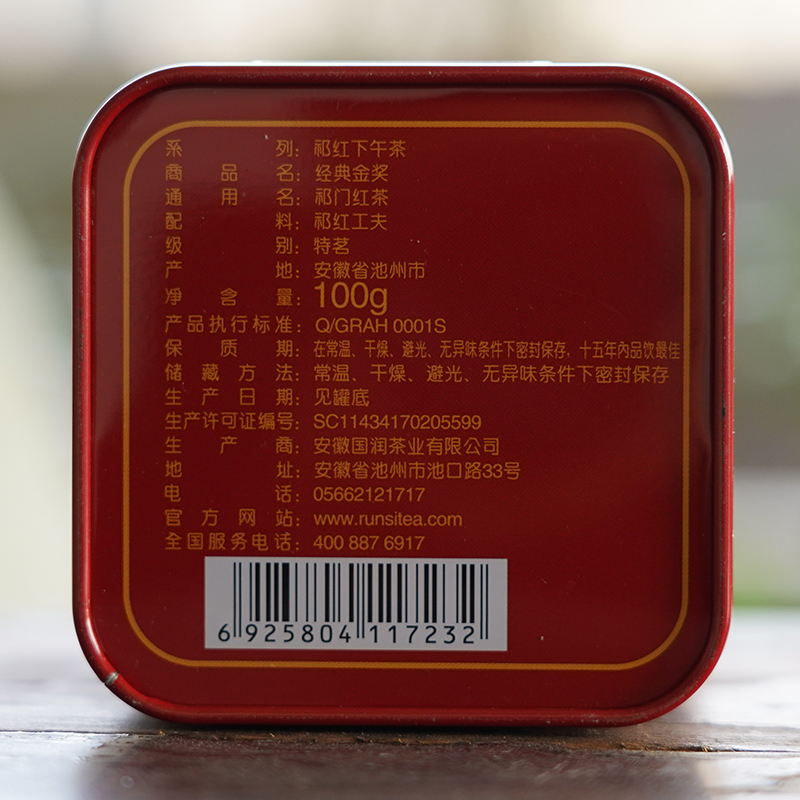 系列：祁红下午茶
商品名：经典金奖
通用名：祁门红茶
配料：祁红工夫
级别：特茗
产地：安徽省池州市
净含量：100g
产品执行标准：Q/GRAH 0001S
保质期：在常温、干燥、避光、无异味条件下密封保存，十五年内品饮最佳
储藏方法：常温、干燥、避光、无异味条件下密封保存
生产日期：见罐底
生产许可证编号：SC11434170205599
生产商：安徽国润茶业有限公司
地址：安徽省池州市池口路33号
电话：05662121717
官方网站：www.runsitea.com
全国服务电话：400 887 6917
6 925804 117232